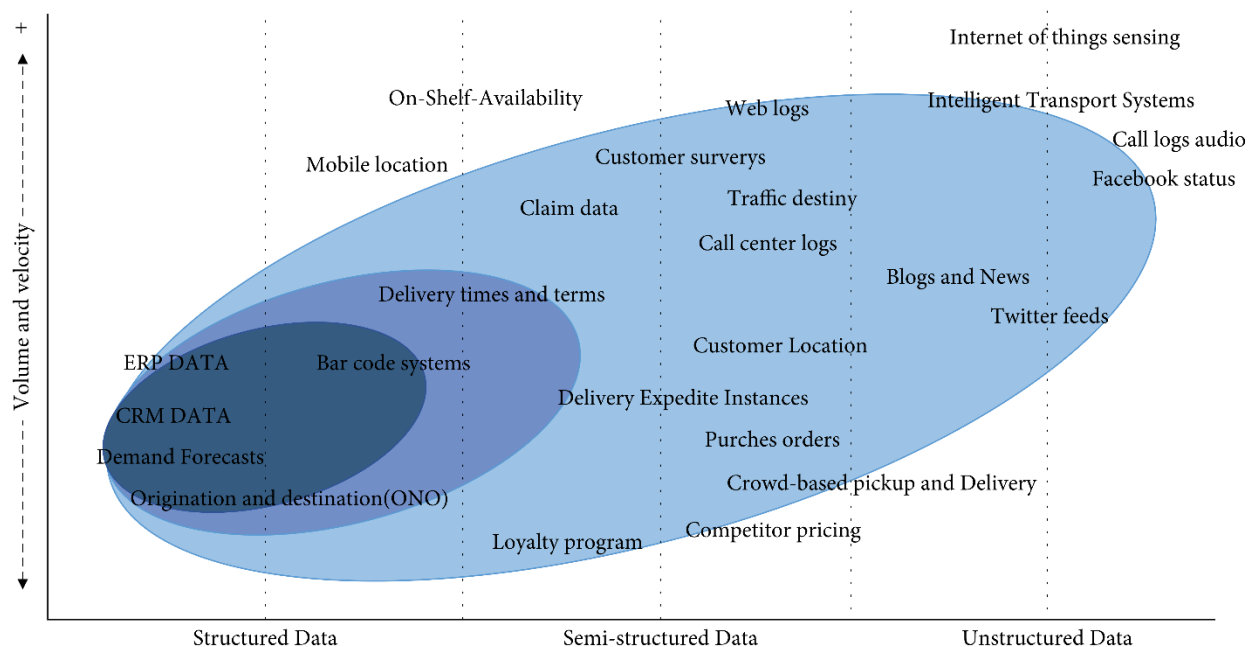 +
Volume and velocity
Internet of things sensing
On-Shelf-Availability
Intelligent Transport Systems
Web logs
Call logs audio
Customer surverys
Mobile location
Facebook status
Traffic destiny
Claim data
Call center logs
Blogs and News
Delivery times and terms
Twitter feeds
Customer Location
ERP DATA
Bar code systems
Delivery Expedite Instances
CRM DATA
Purches orders
Demand Forecasts
Crowd-based pickup and Delivery
Origination and destination(ONO)
Competitor pricing
Loyalty program
Structured Data
Semi-structured Data
Unstructured Data